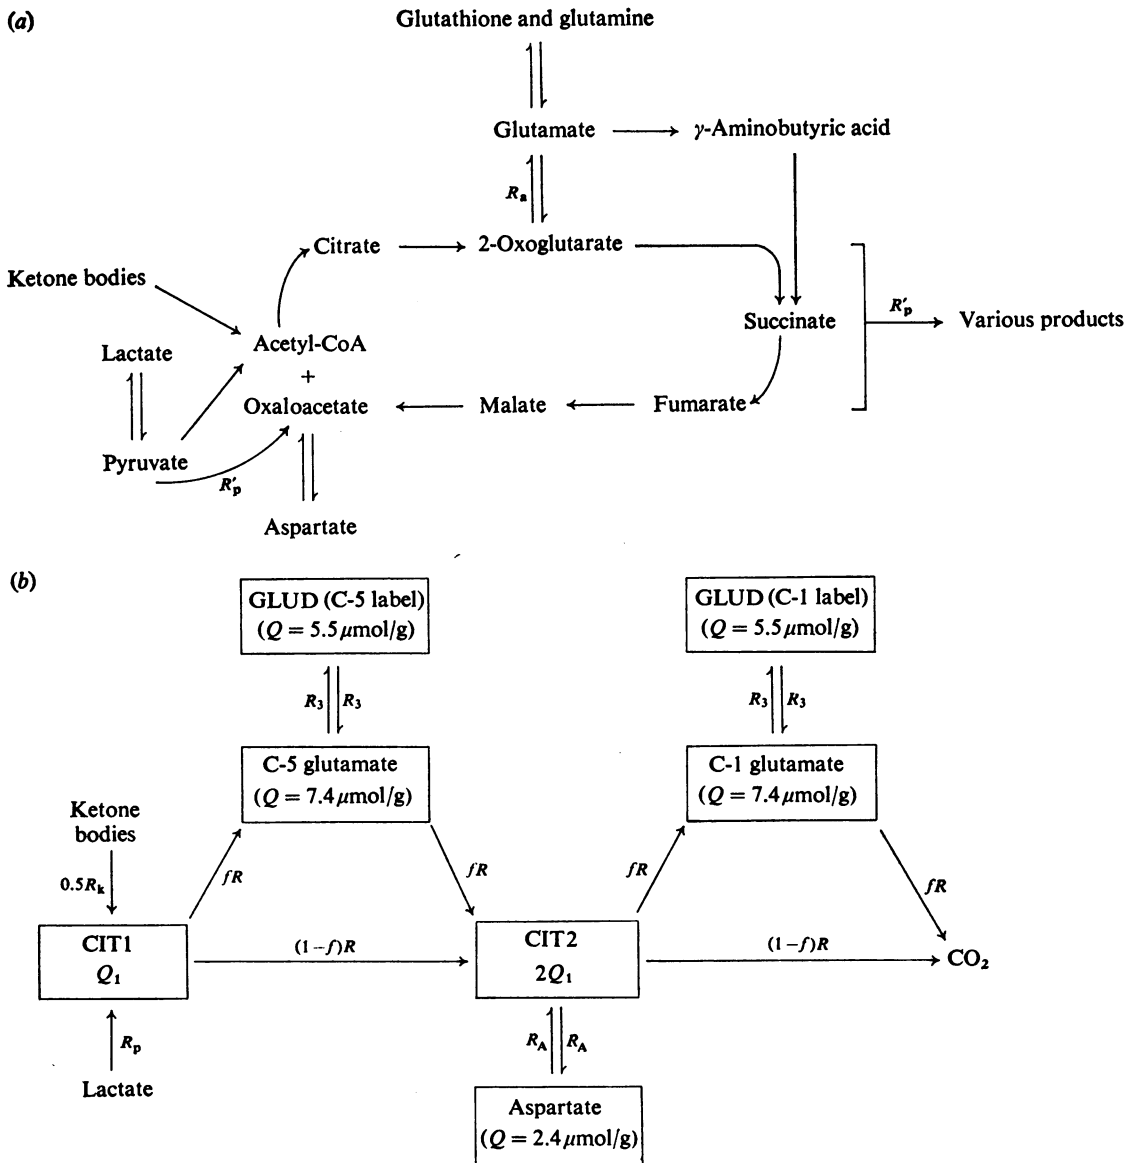 (a)
Glutathione and glutamine
Glutamate
γ-Aminobutyric acid
Rₐ
Citrate
2-Oxoglutarate
Ketone bodies
Succinate
R′ₚ
Various products
Acetyl-CoA
Lactate
+
Oxaloacetate
Malate
Fumarate
Pyruvate
R′ₚ
Aspartate
(b)
GLUD (C-5 label)
(Q = 5.5 μmol/g)
GLUD (C-1 label)
(Q = 5.5 μmol/g)
R₃
R₃
R₃
R₃
C-5 glutamate
(Q = 7.4 μmol/g)
C-1 glutamate
(Q = 7.4 μmol/g)
Ketone
bodies
fR
fR
fR
fR
0.5Rₖ
CIT1
Q₁
(1−f)R
CIT2
2Q₁
(1−f)R
CO₂
Rₚ
R_A
R_A
Lactate
Aspartate
(Q = 2.4 μmol/g)